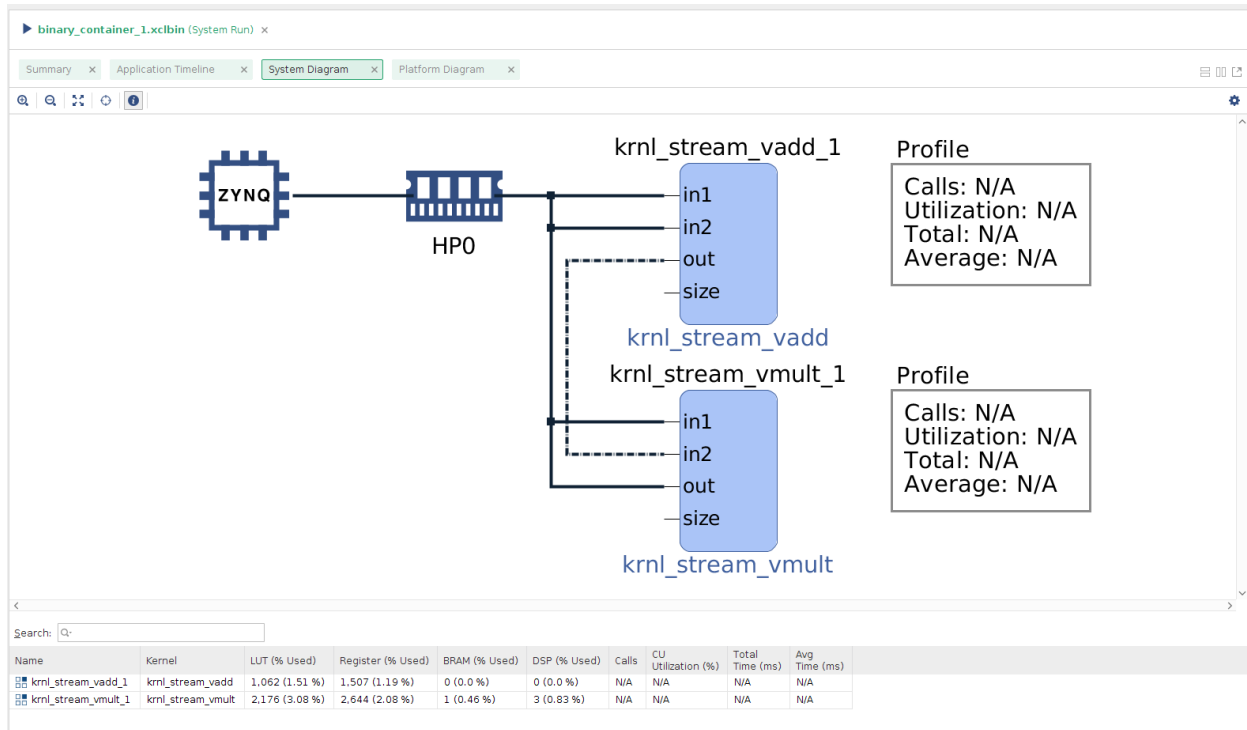 binary_container_1.xclbin (System Run) ×
Summary × Application Timeline × System Diagram × Platform Diagram ×
krnl_stream_vadd_1
ZYNQ
HP0
in1
in2
out
size
krnl_stream_vadd
Profile
Calls: N/A
Utilization: N/A
Total: N/A
Average: N/A
krnl_stream_vmult_1
in1
in2
out
size
krnl_stream_vmult
Profile
Calls: N/A
Utilization: N/A
Total: N/A
Average: N/A
Search:
Name Kernel LUT (% Used) Register (% Used) BRAM (% Used) DSP (% Used) Calls CU Utilization (%) Total Time (ms) Avg Time (ms)
krnl_stream_vadd_1 krnl_stream_vadd 1,062 (1.51 %) 1,507 (1.19 %) 0 (0.0 %) 0 (0.0 %) N/A N/A N/A N/A
krnl_stream_vmult_1 krnl_stream_vmult 2,176 (3.08 %) 2,644 (2.08 %) 1 (0.46 %) 3 (0.83 %) N/A N/A N/A N/A